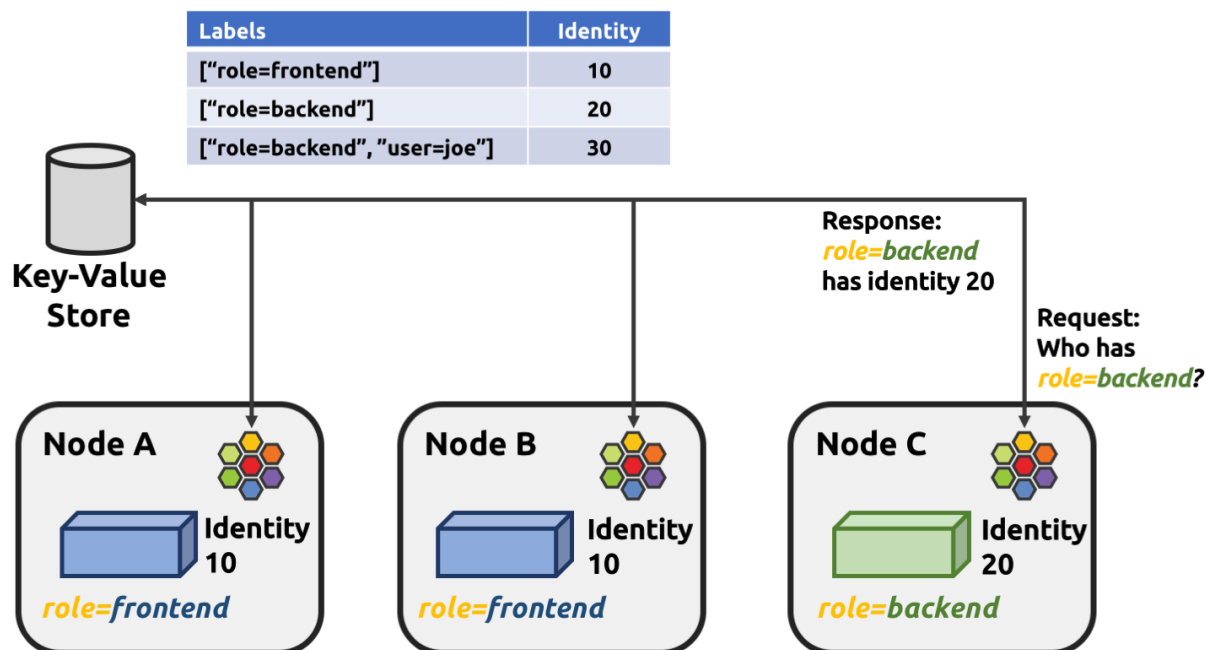 Labels Identity
[“role=frontend”] 10
[“role=backend”] 20
[“role=backend”, ”user=joe”] 30
Key-Value
Store
Response:
role=backend
has identity 20
Request:
Who has
role=backend?
Node A
Identity
10
role=frontend
Node B
Identity
10
role=frontend
Node C
Identity
20
role=backend